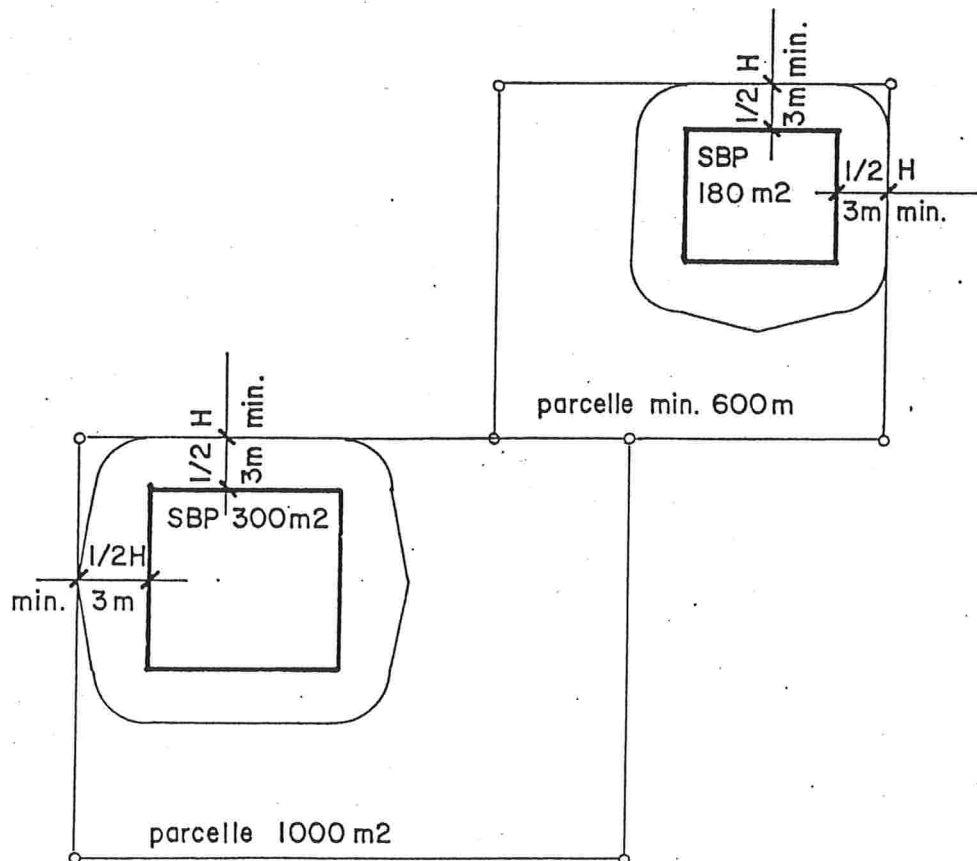 1/2 H
3m min.
SBP
180 m2
1/2 H
3m min.
parcelle min. 600m
1/2 H
3m min.
SBP 300m2
1/2H
min. 3m
parcelle 1000 m2